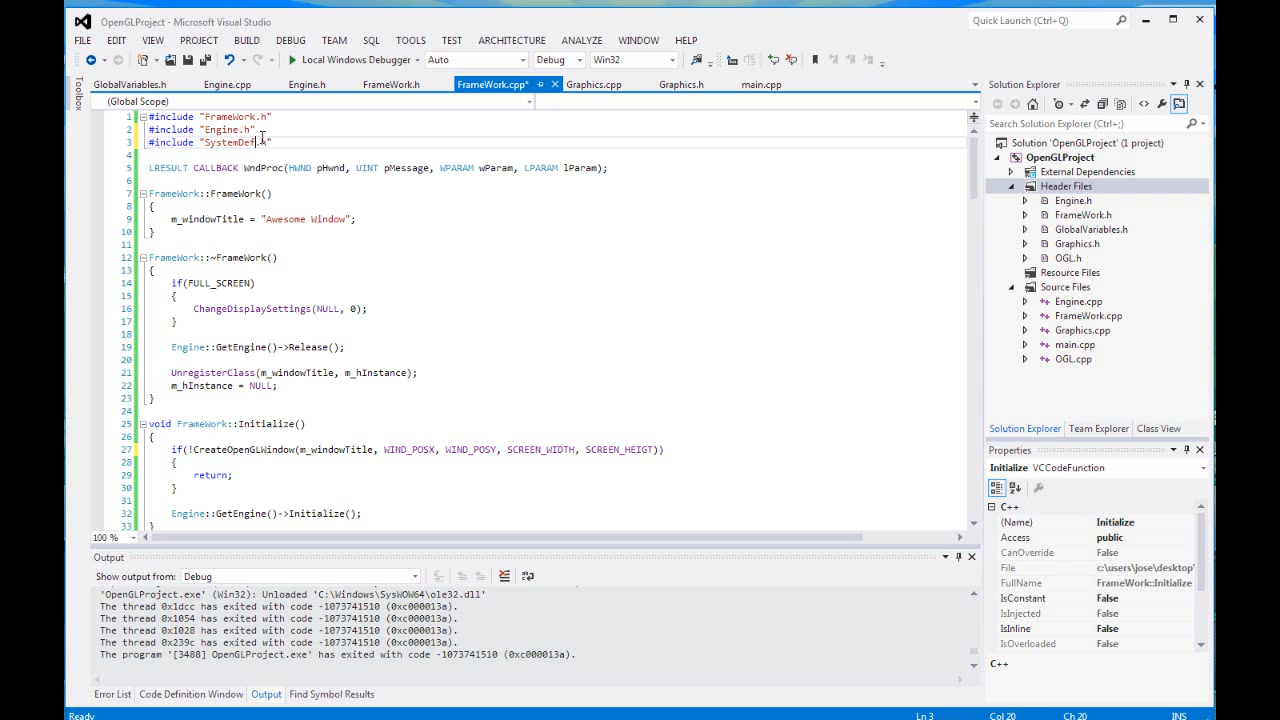 OpenGLProject - Microsoft Visual Studio
Quick Launch (Ctrl+Q)
FILE EDIT VIEW PROJECT BUILD DEBUG TEAM SQL TOOLS TEST ARCHITECTURE ANALYZE WINDOW HELP
Local Windows Debugger Auto Debug Win32
Toolbox
GlobalVariables.h Engine.cpp Engine.h FrameWork.h FrameWork.cpp* Graphics.cpp Graphics.h main.cpp
(Global Scope)
1 #include "FrameWork.h"
2 #include "Engine.h"
3 #include "SystemDef.h"
4
5 LRESULT CALLBACK WndProc(HWND pHwnd, UINT pMessage, WPARAM wParam, LPARAM lParam);
6
7 FrameWork::FrameWork()
8 {
9 m_windowTitle = "Awesome Window";
10 }
11
12 FrameWork::~FrameWork()
13 {
14 if(FULL_SCREEN)
15 {
16 ChangeDisplaySettings(NULL, 0);
17 }
18
19 Engine::GetEngine()->Release();
20
21 UnregisterClass(m_windowTitle, m_hInstance);
22 m_hInstance = NULL;
23 }
24
25 void FrameWork::Initialize()
26 {
27 if(!CreateOpenGLWindow(m_windowTitle, WIND_POSX, WIND_POSY, SCREEN_WIDTH, SCREEN_HEIGT))
28 {
29 return;
30 }
31
32 Engine::GetEngine()->Initialize();
33 }
100 %
Output
Show output from: Debug
'OpenGLProject.exe' (Win32): Unloaded 'C:\Windows\SysWOW64\ole32.dll'
The thread 0x1dcc has exited with code -1073741510 (0xc000013a).
The thread 0x1054 has exited with code -1073741510 (0xc000013a).
The thread 0x1028 has exited with code -1073741510 (0xc000013a).
The thread 0x239c has exited with code -1073741510 (0xc000013a).
The program '[3488] OpenGLProject.exe' has exited with code -1073741510 (0xc000013a).
Error List Code Definition Window Output Find Symbol Results
Solution Explorer
Search Solution Explorer (Ctrl+;)
Solution 'OpenGLProject' (1 project)
OpenGLProject
External Dependencies
Header Files
Engine.h
FrameWork.h
GlobalVariables.h
Graphics.h
OGL.h
Resource Files
Source Files
Engine.cpp
FrameWork.cpp
Graphics.cpp
main.cpp
OGL.cpp
Solution Explorer Team Explorer Class View
Properties
Initialize VCCodeFunction
C++
(Name) Initialize
Access public
CanOverride False
File c:\users\jose\desktop'
FullName FrameWork::Initialize
IsConstant False
IsInjected False
IsInline False
IsOverloaded False
C++
Ready Ln 3 Col 20 Ch 20 INS